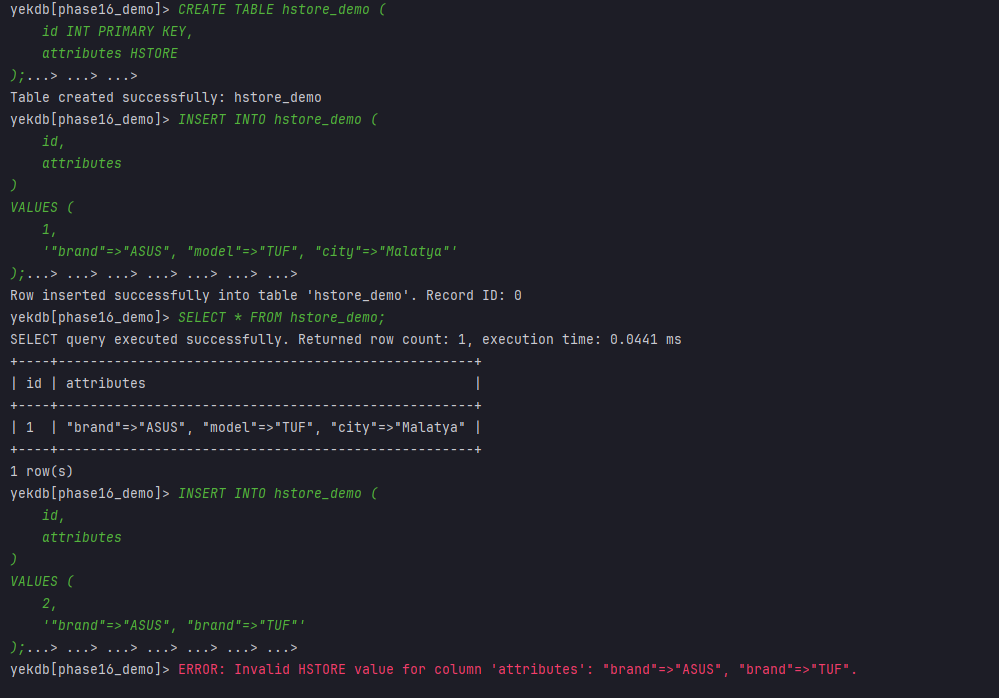 yekdb[phase16_demo]> CREATE TABLE hstore_demo (
    id INT PRIMARY KEY,
    attributes HSTORE
);...> ...> ...>
Table created successfully: hstore_demo
yekdb[phase16_demo]> INSERT INTO hstore_demo (
    id,
    attributes
)
VALUES (
    1,
    '"brand"=>"ASUS", "model"=>"TUF", "city"=>"Malatya"'
);...> ...> ...> ...> ...> ...> ...>
Row inserted successfully into table 'hstore_demo'. Record ID: 0
yekdb[phase16_demo]> SELECT * FROM hstore_demo;
SELECT query executed successfully. Returned row count: 1, execution time: 0.0441 ms
+----+----------------------------------------------------+
| id | attributes                                         |
+----+----------------------------------------------------+
| 1  | "brand"=>"ASUS", "model"=>"TUF", "city"=>"Malatya" |
+----+----------------------------------------------------+
1 row(s)
yekdb[phase16_demo]> INSERT INTO hstore_demo (
    id,
    attributes
)
VALUES (
    2,
    '"brand"=>"ASUS", "brand"=>"TUF"'
);...> ...> ...> ...> ...> ...> ...>
yekdb[phase16_demo]> ERROR: Invalid HSTORE value for column 'attributes': "brand"=>"ASUS", "brand"=>"TUF".